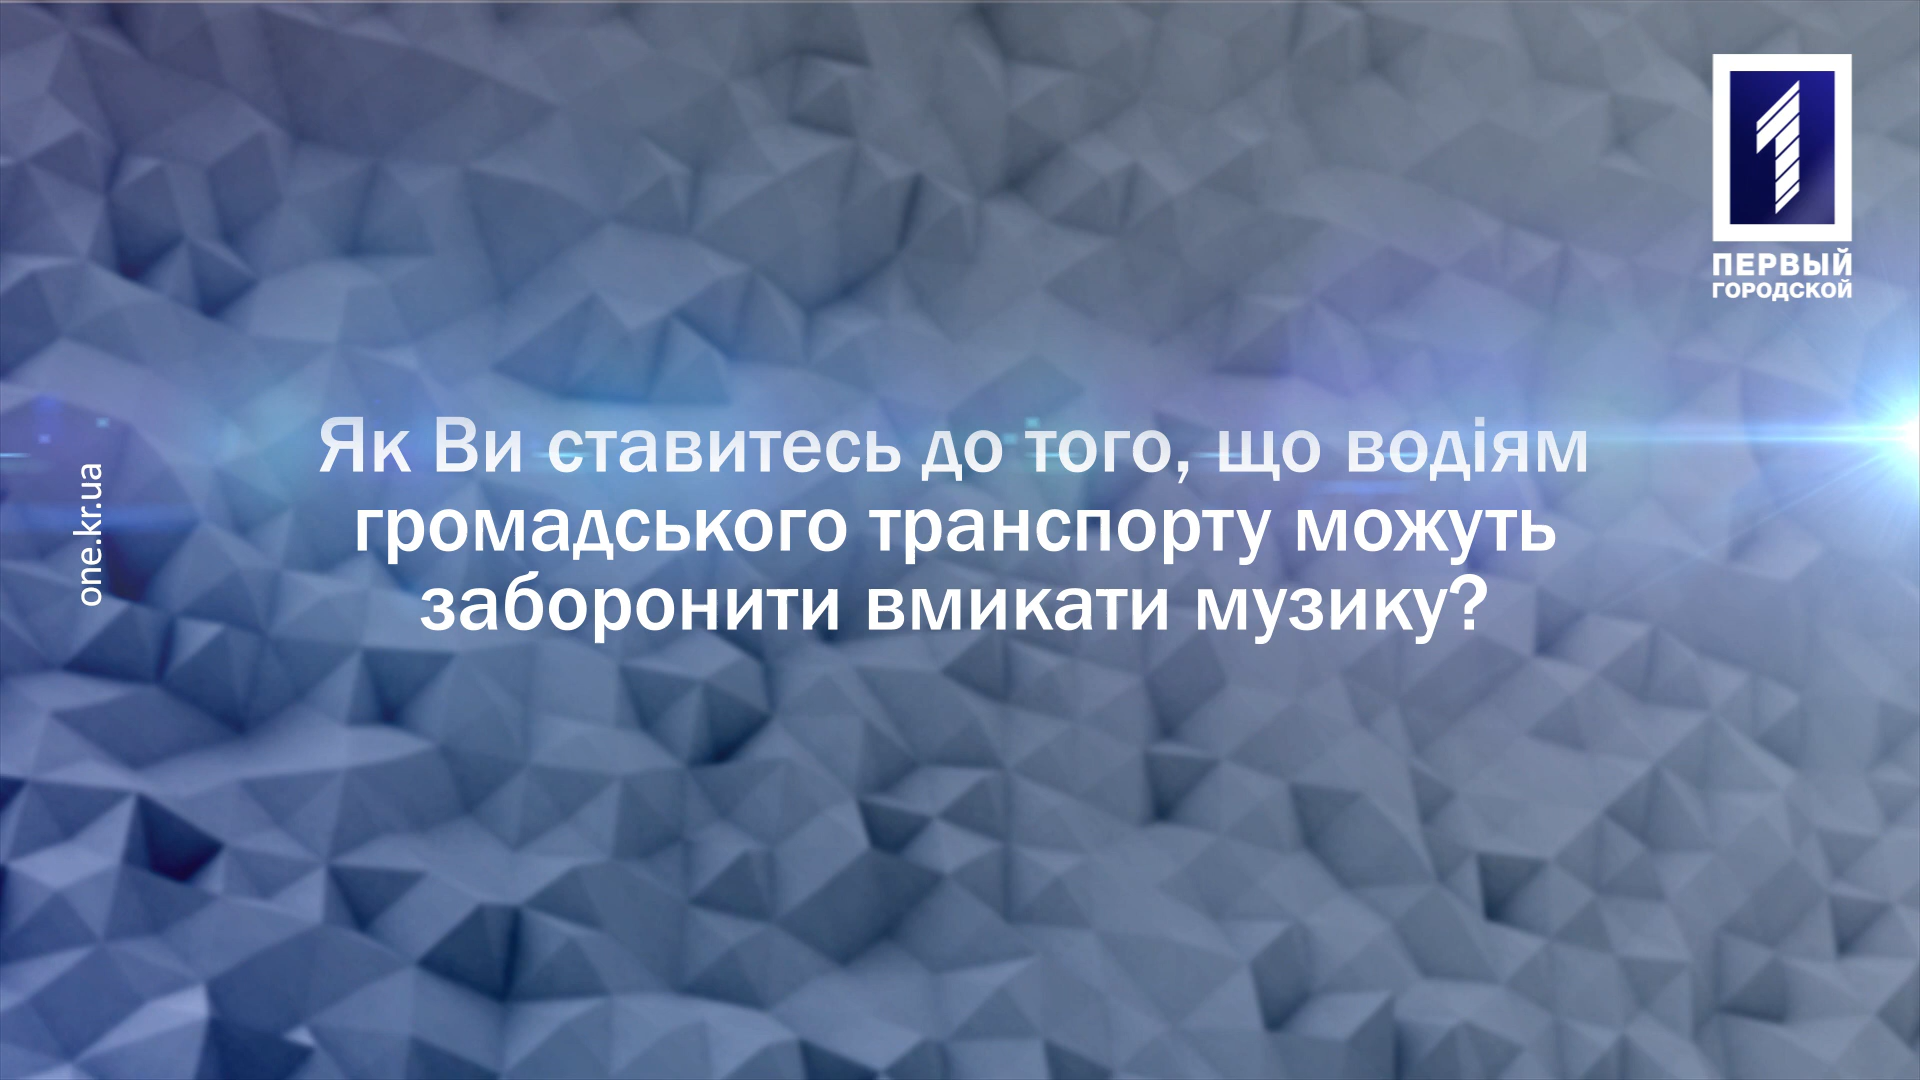 ПЕРВЫЙ
ГОРОДСКОЙ
one.kr.ua
Як Ви ставитесь до того, що водіям
громадського транспорту можуть
заборонити вмикати музику?